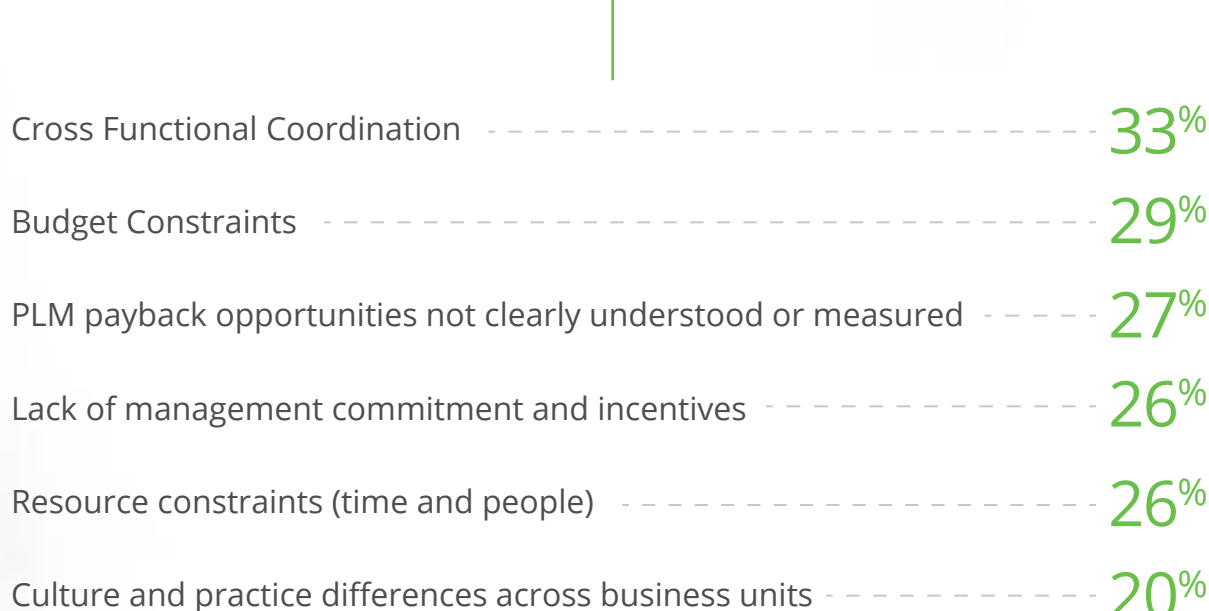 Cross Functional Coordination 33%
Budget Constraints 29%
PLM payback opportunities not clearly understood or measured 27%
Lack of management commitment and incentives 26%
Resource constraints (time and people) 26%
Culture and practice differences across business units 20%